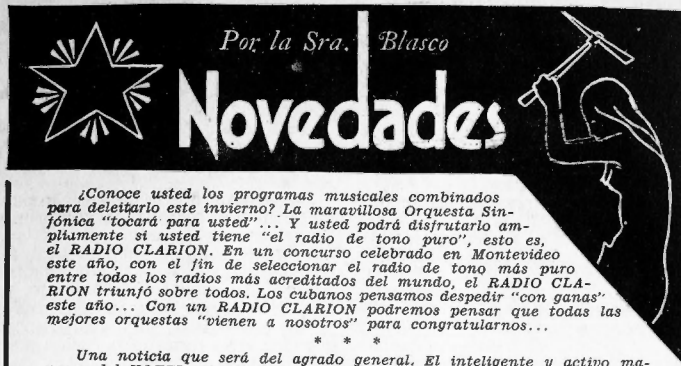 Por la Sra. Blasco
Novedades
¿Conoce usted los programas musicales combinados
para deleitarlo este invierno? La maravillosa Orquesta Sin-
fónica "tocará para usted"... Y usted podrá disfrutarlo am-
pliamente si usted tiene "el radio de tono puro", esto es,
el RADIO CLARION. En un concurso celebrado en Montevideo
este año, con el fin de seleccionar el radio de tono más puro
entre todos los radios más acreditados del mundo, el RADIO CLA-
RION triunfó sobre todos. Los cubanos pensamos despedir "con ganas"
este año... Con un RADIO CLARION podremos pensar que todas las
mejores orquestas "vienen a nosotros" para congratularnos...
* * *
Una noticia que será del agrado general. El inteligente y activo ma-